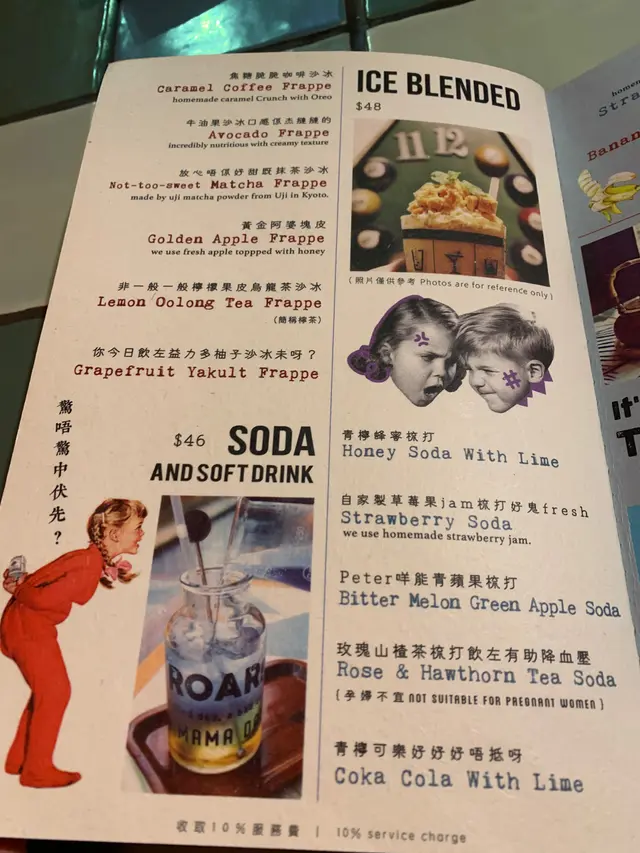 焦糖脆脆咖啡沙冰
Caramel Coffee Frappe
homemade caramel Crunch with Oreo
牛油果沙冰口感係杰縺縺的
Avocado Frappe
incredibly nutritious with creamy texture
放心唔係好甜既抹茶沙冰
Not-too-sweet Matcha Frappe
made by uji matcha powder from Uji in Kyoto.
黃金阿婆塊皮
Golden Apple Frappe
we use fresh apple toppped with honey
非一般一般檸檬果皮烏龍茶沙冰
Lemon Oolong Tea Frappe
(簡稱檸茶)
你今日飲左益力多柚子沙冰未呀？
Grapefruit Yakult Frappe
驚唔驚中伏先？
$46 SODA
AND SOFT DRINK
ROAR
MAMA
ICE BLENDED
$48
11 12
(照片僅供參考 Photos are for reference only)
青檸蜂蜜梳打
Honey Soda With Lime
自家製草莓果jam梳打好鬼fresh
Strawberry Soda
we use homemade strawberry jam.
Peter咩能青蘋果梳打
Bitter Melon Green Apple Soda
玫瑰山楂茶梳打飲左有助降血壓
Rose & Hawthorn Tea Soda
(孕婦不宜 NOT SUITABLE FOR PREGNANT WOMEN)
青檸可樂好好好唔抵呀
Coka Cola With Lime
收取10%服務費 | 10% service charge
home
Stra
Banan
It'
T